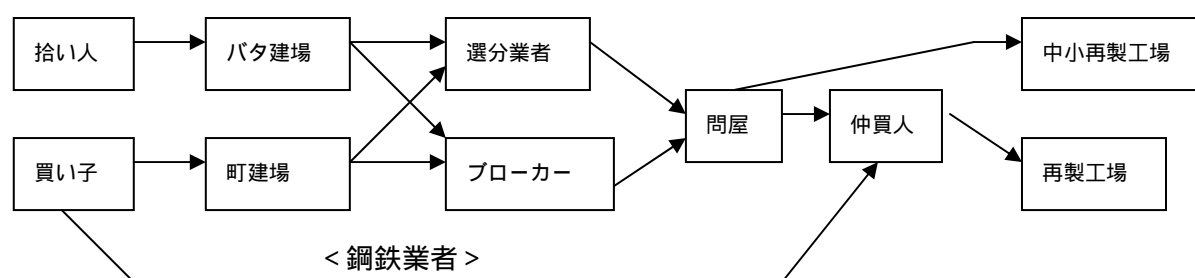 拾い人
バタ建場
選分業者
中小再製工場
問屋
仲買人
買い子
町建場
ブローカー
再製工場
<鋼鉄業者>